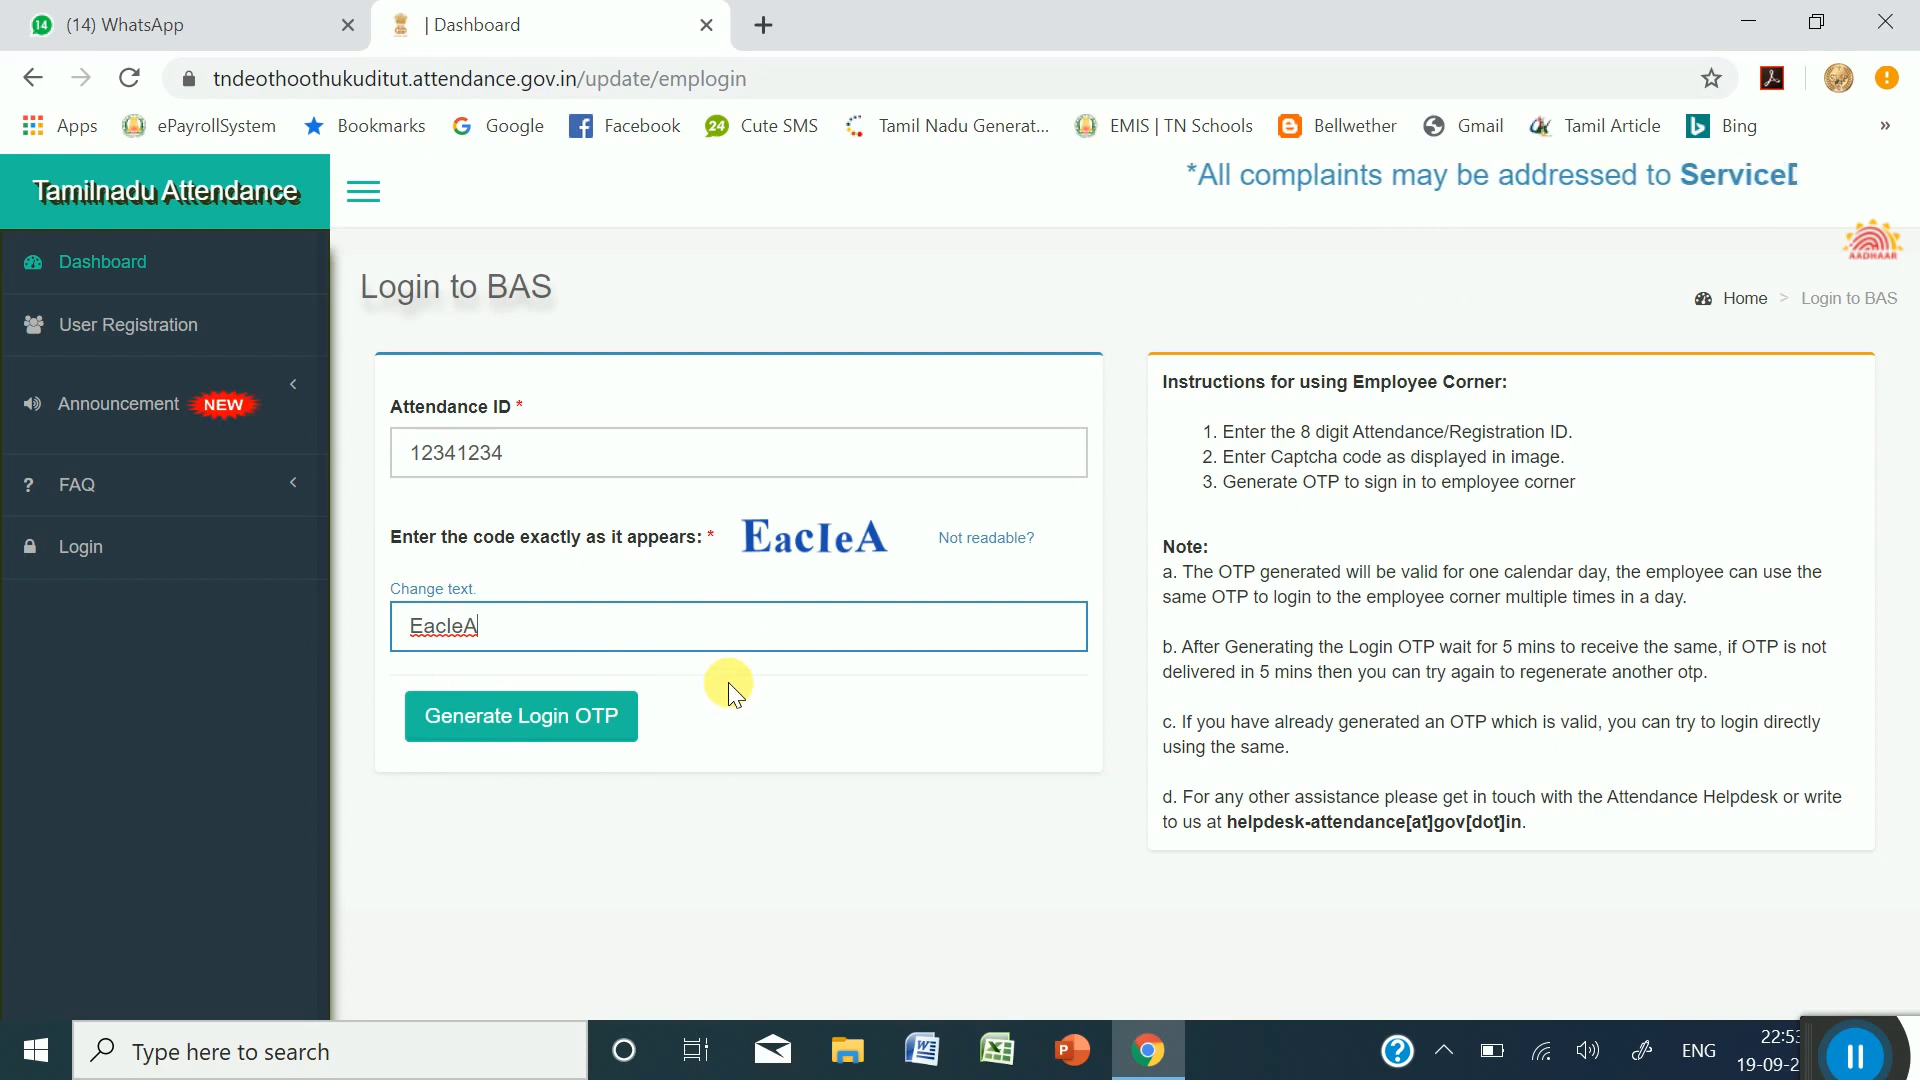 (14) WhatsApp
| Dashboard
tndeothoothukuditut.attendance.gov.in/update/emplogin
Apps
ePayrollSystem
Bookmarks
Google
Facebook
24
Cute SMS
Tamil Nadu Generat...
EMIS | TN Schools
Bellwether
Gmail
Tamil Article
Bing
»
Tamilnadu Attendance
*All complaints may be addressed to Service
AADHAAR
Dashboard
User Registration
Announcement NEW
FAQ
Login
Login to BAS
Home > Login to BAS
Attendance ID *
12341234
Enter the code exactly as it appears: * EacIeA Not readable?
Change text.
EacIeA
Generate Login OTP
Instructions for using Employee Corner:
1. Enter the 8 digit Attendance/Registration ID.
2. Enter Captcha code as displayed in image.
3. Generate OTP to sign in to employee corner
Note:
a. The OTP generated will be valid for one calendar day, the employee can use the
same OTP to login to the employee corner multiple times in a day.
b. After Generating the Login OTP wait for 5 mins to receive the same, if OTP is not
delivered in 5 mins then you can try again to regenerate another otp.
c. If you have already generated an OTP which is valid, you can try to login directly
using the same.
d. For any other assistance please get in touch with the Attendance Helpdesk or write
to us at helpdesk-attendance[at]gov[dot]in.
Type here to search
ENG
22:53
19-09-2